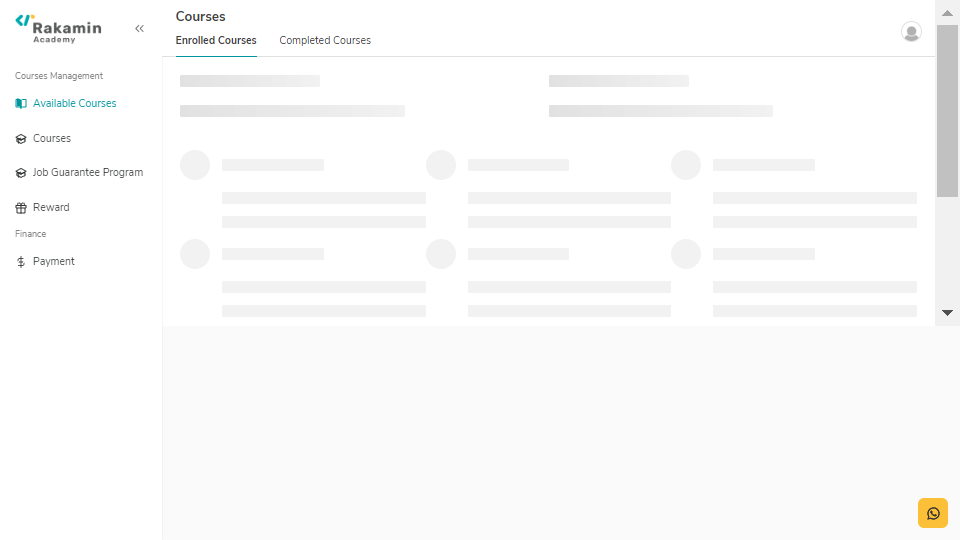 Rakamin
Academy
Courses Management
Available Courses
Courses
Job Guarantee Program
Reward
Finance
Payment
Courses
Enrolled Courses
Completed Courses